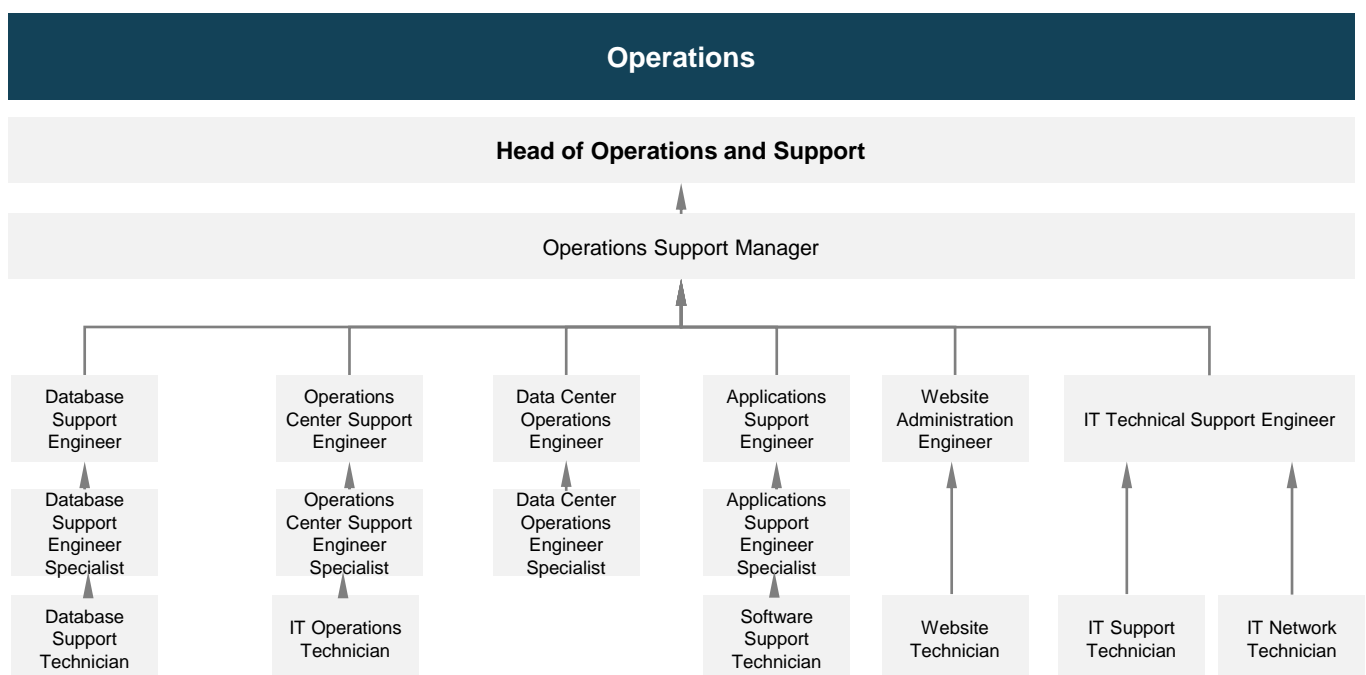 Operations
Head of Operations and Support
Operations Support Manager
Database
Support
Engineer
Operations
Center Support
Engineer
Data Center
Operations
Engineer
Applications
Support
Engineer
Website
Administration
Engineer
IT Technical Support Engineer
Database
Support
Engineer
Specialist
Operations
Center Support
Engineer
Specialist
Data Center
Operations
Engineer
Specialist
Applications
Support
Engineer
Specialist
Database
Support
Technician
IT Operations
Technician
Software
Support
Technician
Website
Technician
IT Support
Technician
IT Network
Technician